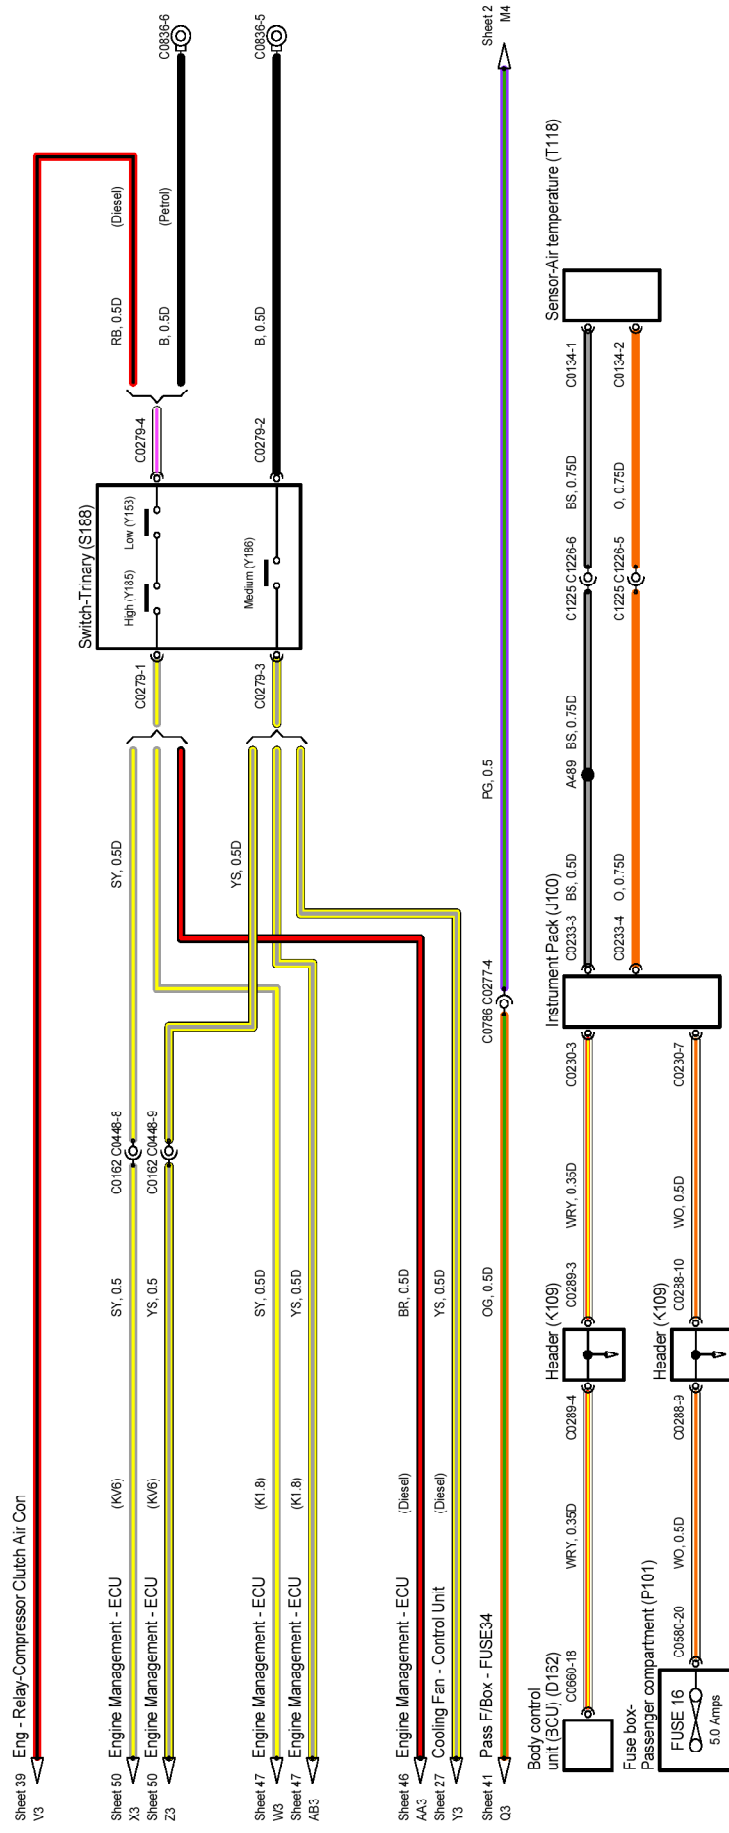 Sheet 39
V3
Eng - Relay-Compressor Clutch Air Con
RB, 0.5D
(Diesel)
B, 0.5D
(Petrol)
C0836-6
Sheet 50
X3
Engine Management - ECU
(KV6)
SY, 0.5
C0162 C0448-8
SY, 0.5D
Sheet 50
Z3
Engine Management - ECU
(KV6)
YS, 0.5
C0162 C0448-9
YS, 0.5D
C0279-1
Switch-Trinary (S188)
High (Y185)
Low (Y153)
C0279-4
Sheet 47
W3
Engine Management - ECU
(K1.8)
SY, 0.5D
Sheet 47
AB3
Engine Management - ECU
(K1.8)
YS, 0.5D
C0279-3
Medium (Y186)
C0279-2
B, 0.5D
C0836-5
Sheet 46
AA3
Engine Management - ECU
(Diesel)
BR, 0.5D
Sheet 27
Y3
Cooling Fan - Control Unit
(Diesel)
YS, 0.5D
Sheet 41
Q3
Pass F/Box - FUSE34
OG, 0.5D
C0786 C0277-4
PG, 0.5
Sheet 2
M4
Body control
unit (BCU) (D162)
C0660-18
WRY, 0.35D
C0289-4
Header (K109)
C0289-3
WRY, 0.35D
C0230-3
Instrument Pack (J100)
C0233-3
BS, 0.5D
A489
BS, 0.75D
C1225 C1226-6
BS, 0.75D
C0134-1
Sensor-Air temperature (T118)
C0233-4
O, 0.75D
C1225 C1226-5
O, 0.75D
C0134-2
Fuse box-
Passenger compartment (P101)
FUSE 16
5.0 Amps
C0580-20
WO, 0.5D
C0288-9
Header (K109)
C0288-10
WO, 0.5D
C0230-7